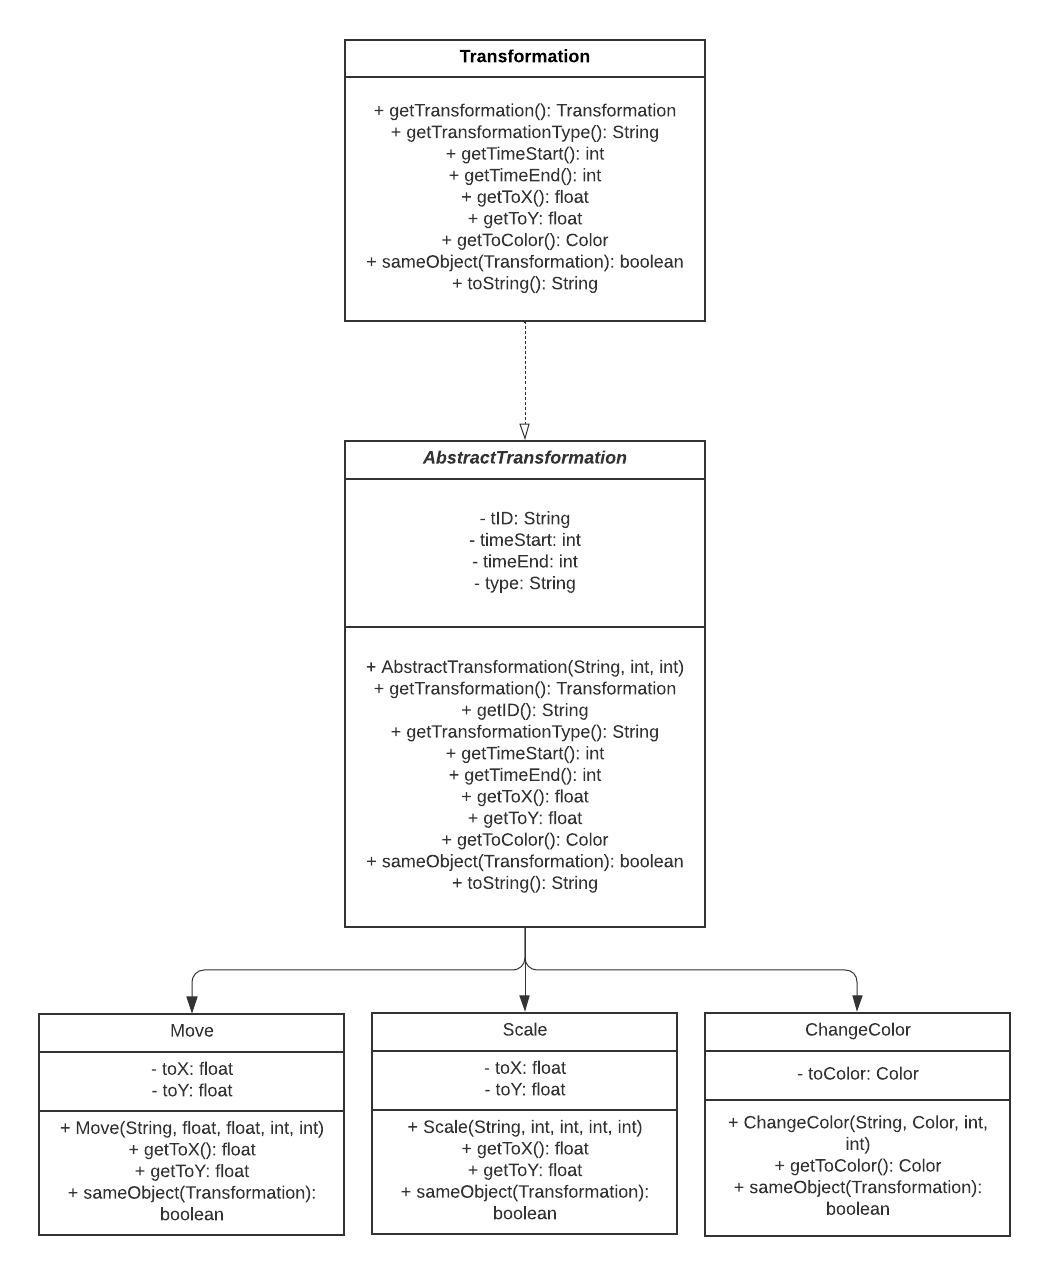 Transformation
+ getTransformation(): Transformation
+ getTransformationType(): String
+ getTimeStart(): int
+ getTimeEnd(): int
+ getToX(): float
+ getToY: float
+ getToColor(): Color
+ sameObject(Transformation): boolean
+ toString(): String
AbstractTransformation
- tID: String
- timeStart: int
- timeEnd: int
- type: String
+ AbstractTransformation(String, int, int)
+ getTransformation(): Transformation
+ getID(): String
+ getTransformationType(): String
+ getTimeStart(): int
+ getTimeEnd(): int
+ getToX(): float
+ getToY: float
+ getToColor(): Color
+ sameObject(Transformation): boolean
+ toString(): String
Move
- toX: float
- toY: float
+ Move(String, float, float, int, int)
+ getToX(): float
+ getToY: float
+ sameObject(Transformation):
boolean
Scale
- toX: float
- toY: float
+ Scale(String, int, int, int, int)
+ getToX(): float
+ getToY: float
+ sameObject(Transformation):
boolean
ChangeColor
- toColor: Color
+ ChangeColor(String, Color, int,
int)
+ getToColor(): Color
+ sameObject(Transformation):
boolean